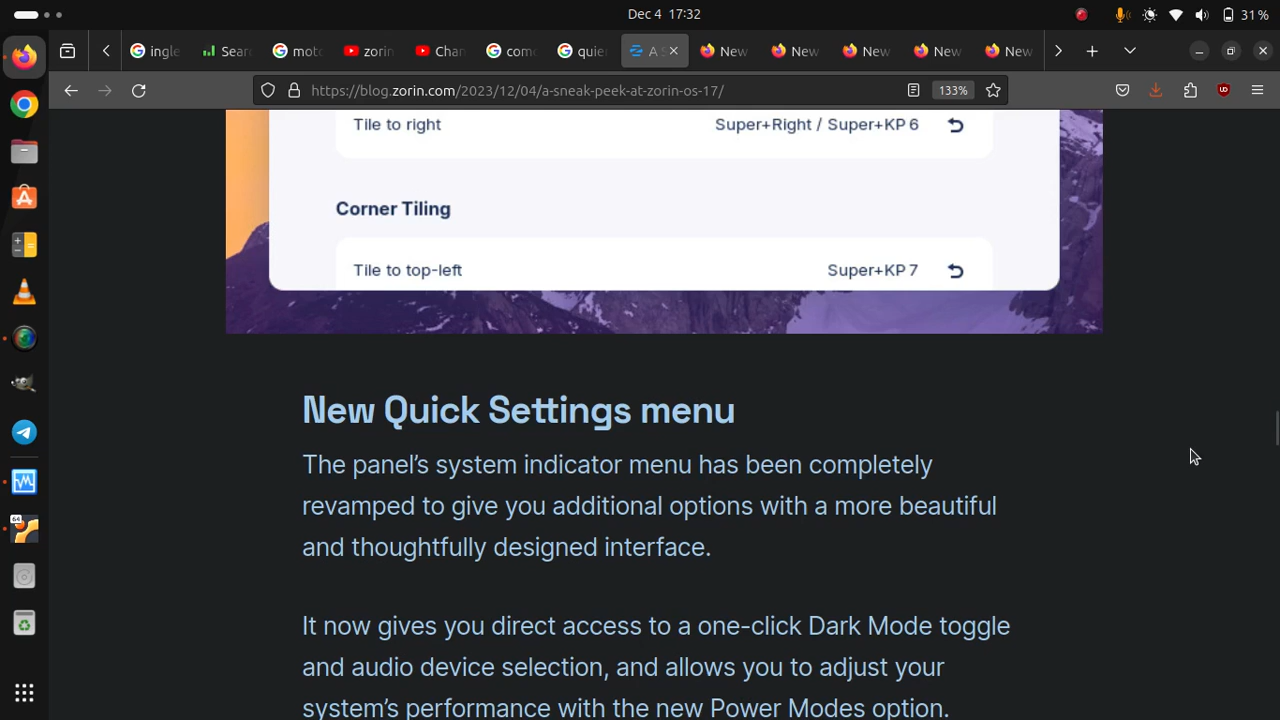 Dec 4 17:32
31%
ingle
Sear
mot
zorin
Chan
com
quier
A S
New
New
New
New
New
https://blog.zorin.com/2023/12/04/a-sneak-peek-at-zorin-os-17/
133%
Tile to right Super+Right / Super+KP 6
Corner Tiling
Tile to top-left Super+KP 7
New Quick Settings menu
The panel’s system indicator menu has been completely
revamped to give you additional options with a more beautiful
and thoughtfully designed interface.
It now gives you direct access to a one-click Dark Mode toggle
and audio device selection, and allows you to adjust your
system’s performance with the new Power Modes option.
64